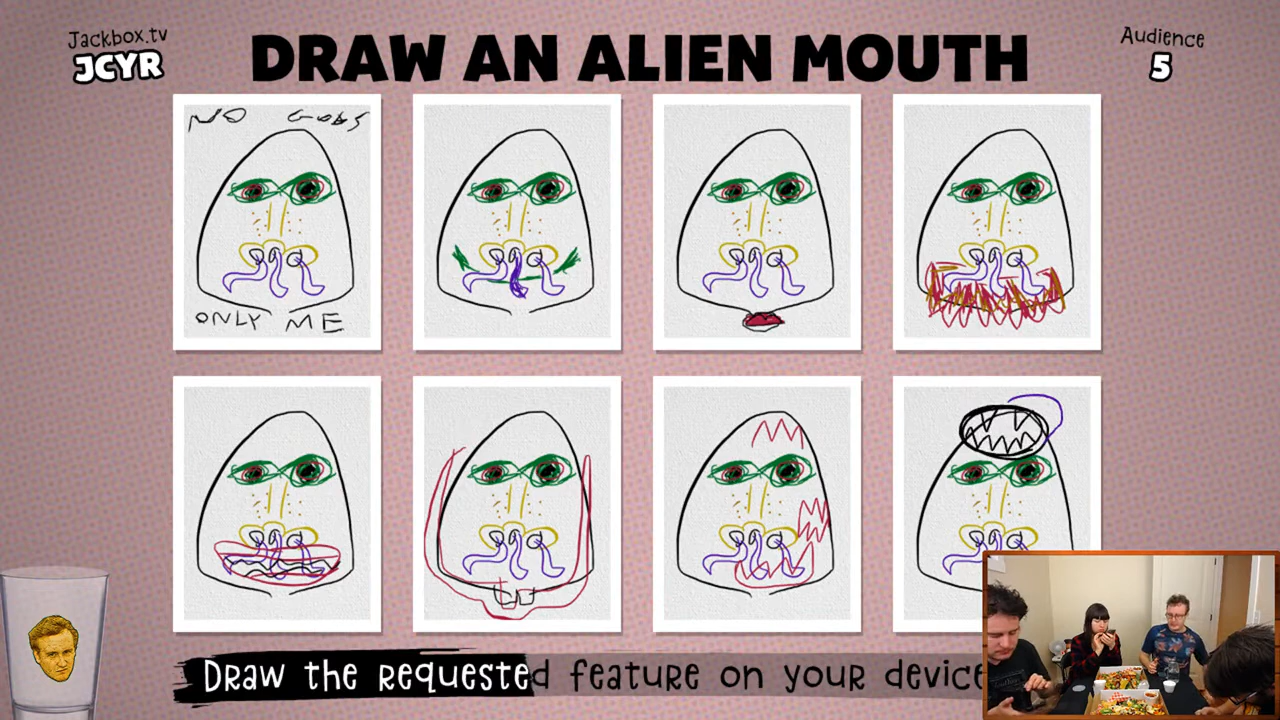 Jackbox.tv
JCYR
DRAW AN ALIEN MOUTH
Audience
5
NO GODS
ONLY ME
Draw the requested feature on your device